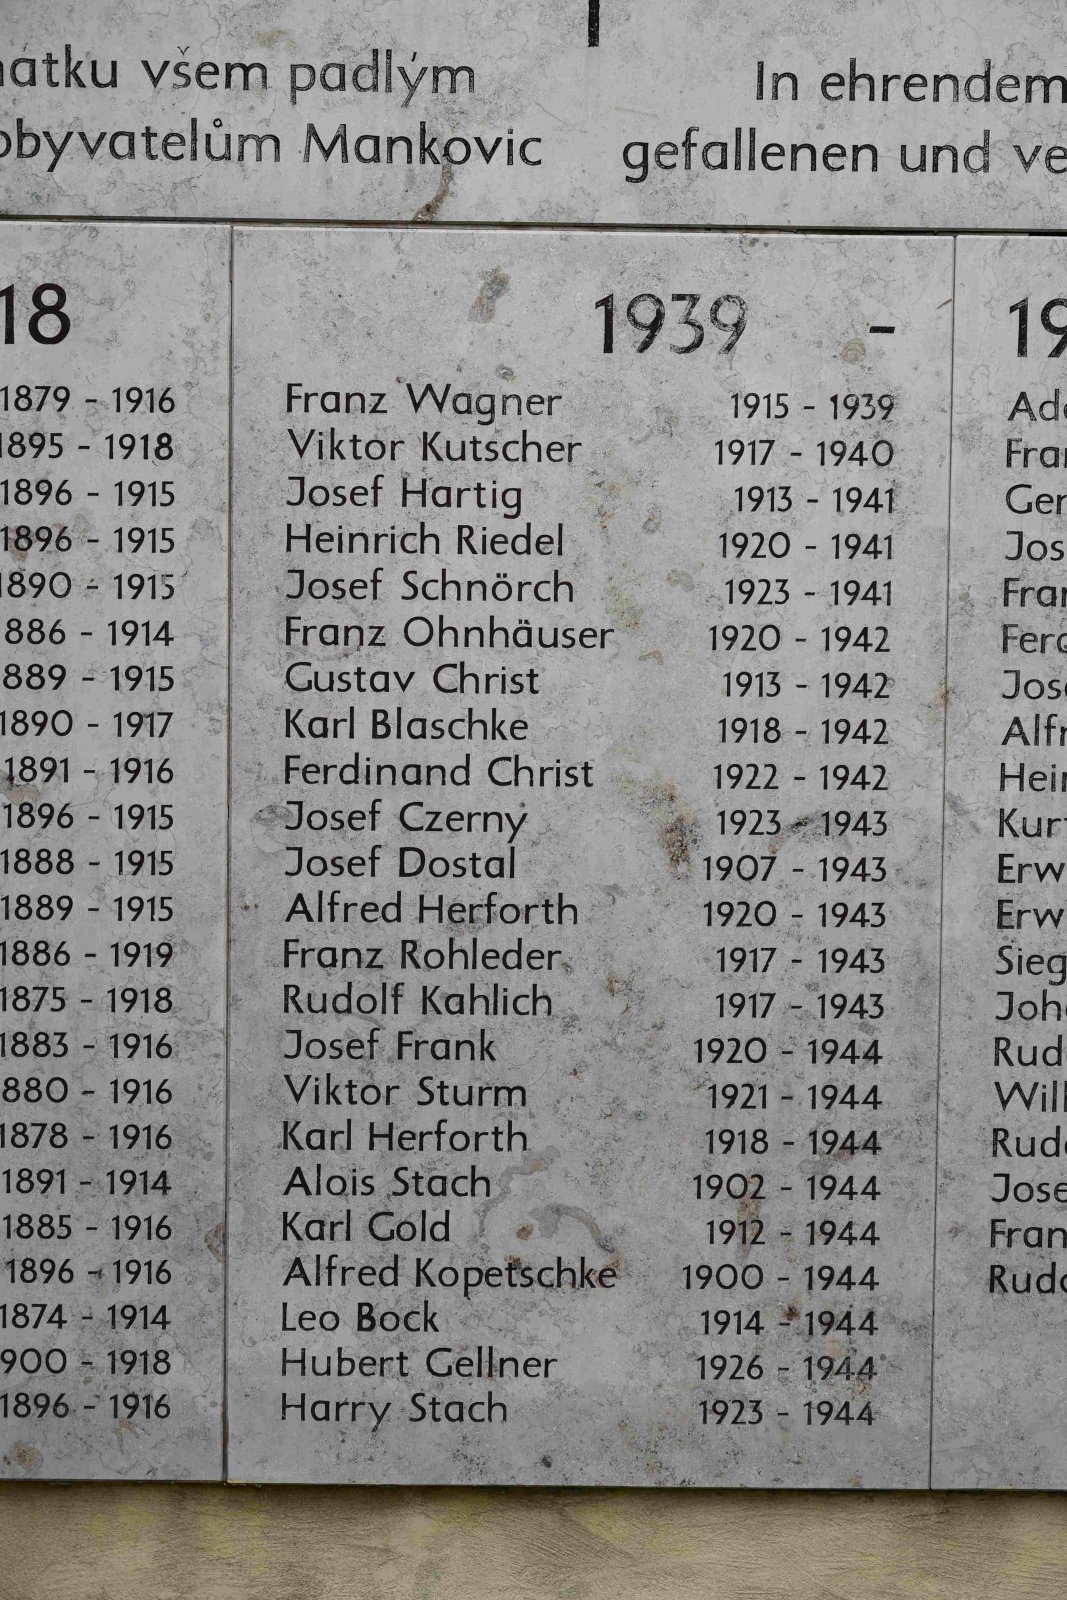 všem padlým
obyvatelům Mankovic
In ehrendem
gefallenen und
18
1879 - 1916
1895 - 1918
1896 - 1915
1896 - 1915
1890 - 1915
886 - 1914
889 - 1915
1890 - 1917
1891 - 1916
1896 - 1915
1888 - 1915
1889 - 1915
1886 - 1919
1875 - 1918
1883 - 1916
880 - 1916
1878 - 1916
1891 - 1914
1885 - 1916
1896 - 1916
1874 - 1914
900 - 1918
1896 - 1916
1939 -
Franz Wagner 1915 - 1939
Viktor Kutscher 1917 - 1940
Josef Hartig 1913 - 1941
Heinrich Riedel 1920 - 1941
Josef Schnörch 1923 - 1941
Franz Ohnhäuser 1920 - 1942
Gustav Christ 1913 - 1942
Karl Blaschke 1918 - 1942
Ferdinand Christ 1922 - 1942
Josef Czerny 1923 - 1943
Josef Dostal 1907 - 1943
Alfred Herforth 1920 - 1943
Franz Rohleder 1917 - 1943
Rudolf Kahlich 1917 - 1943
Josef Frank 1920 - 1944
Viktor Sturm 1921 - 1944
Karl Herforth 1918 - 1944
Alois Stach 1902 - 1944
Karl Gold 1912 - 1944
Alfred Kopetschke 1900 - 1944
Leo Bock 1914 - 1944
Hubert Gellner 1926 - 1944
Harry Stach 1923 - 1944
19